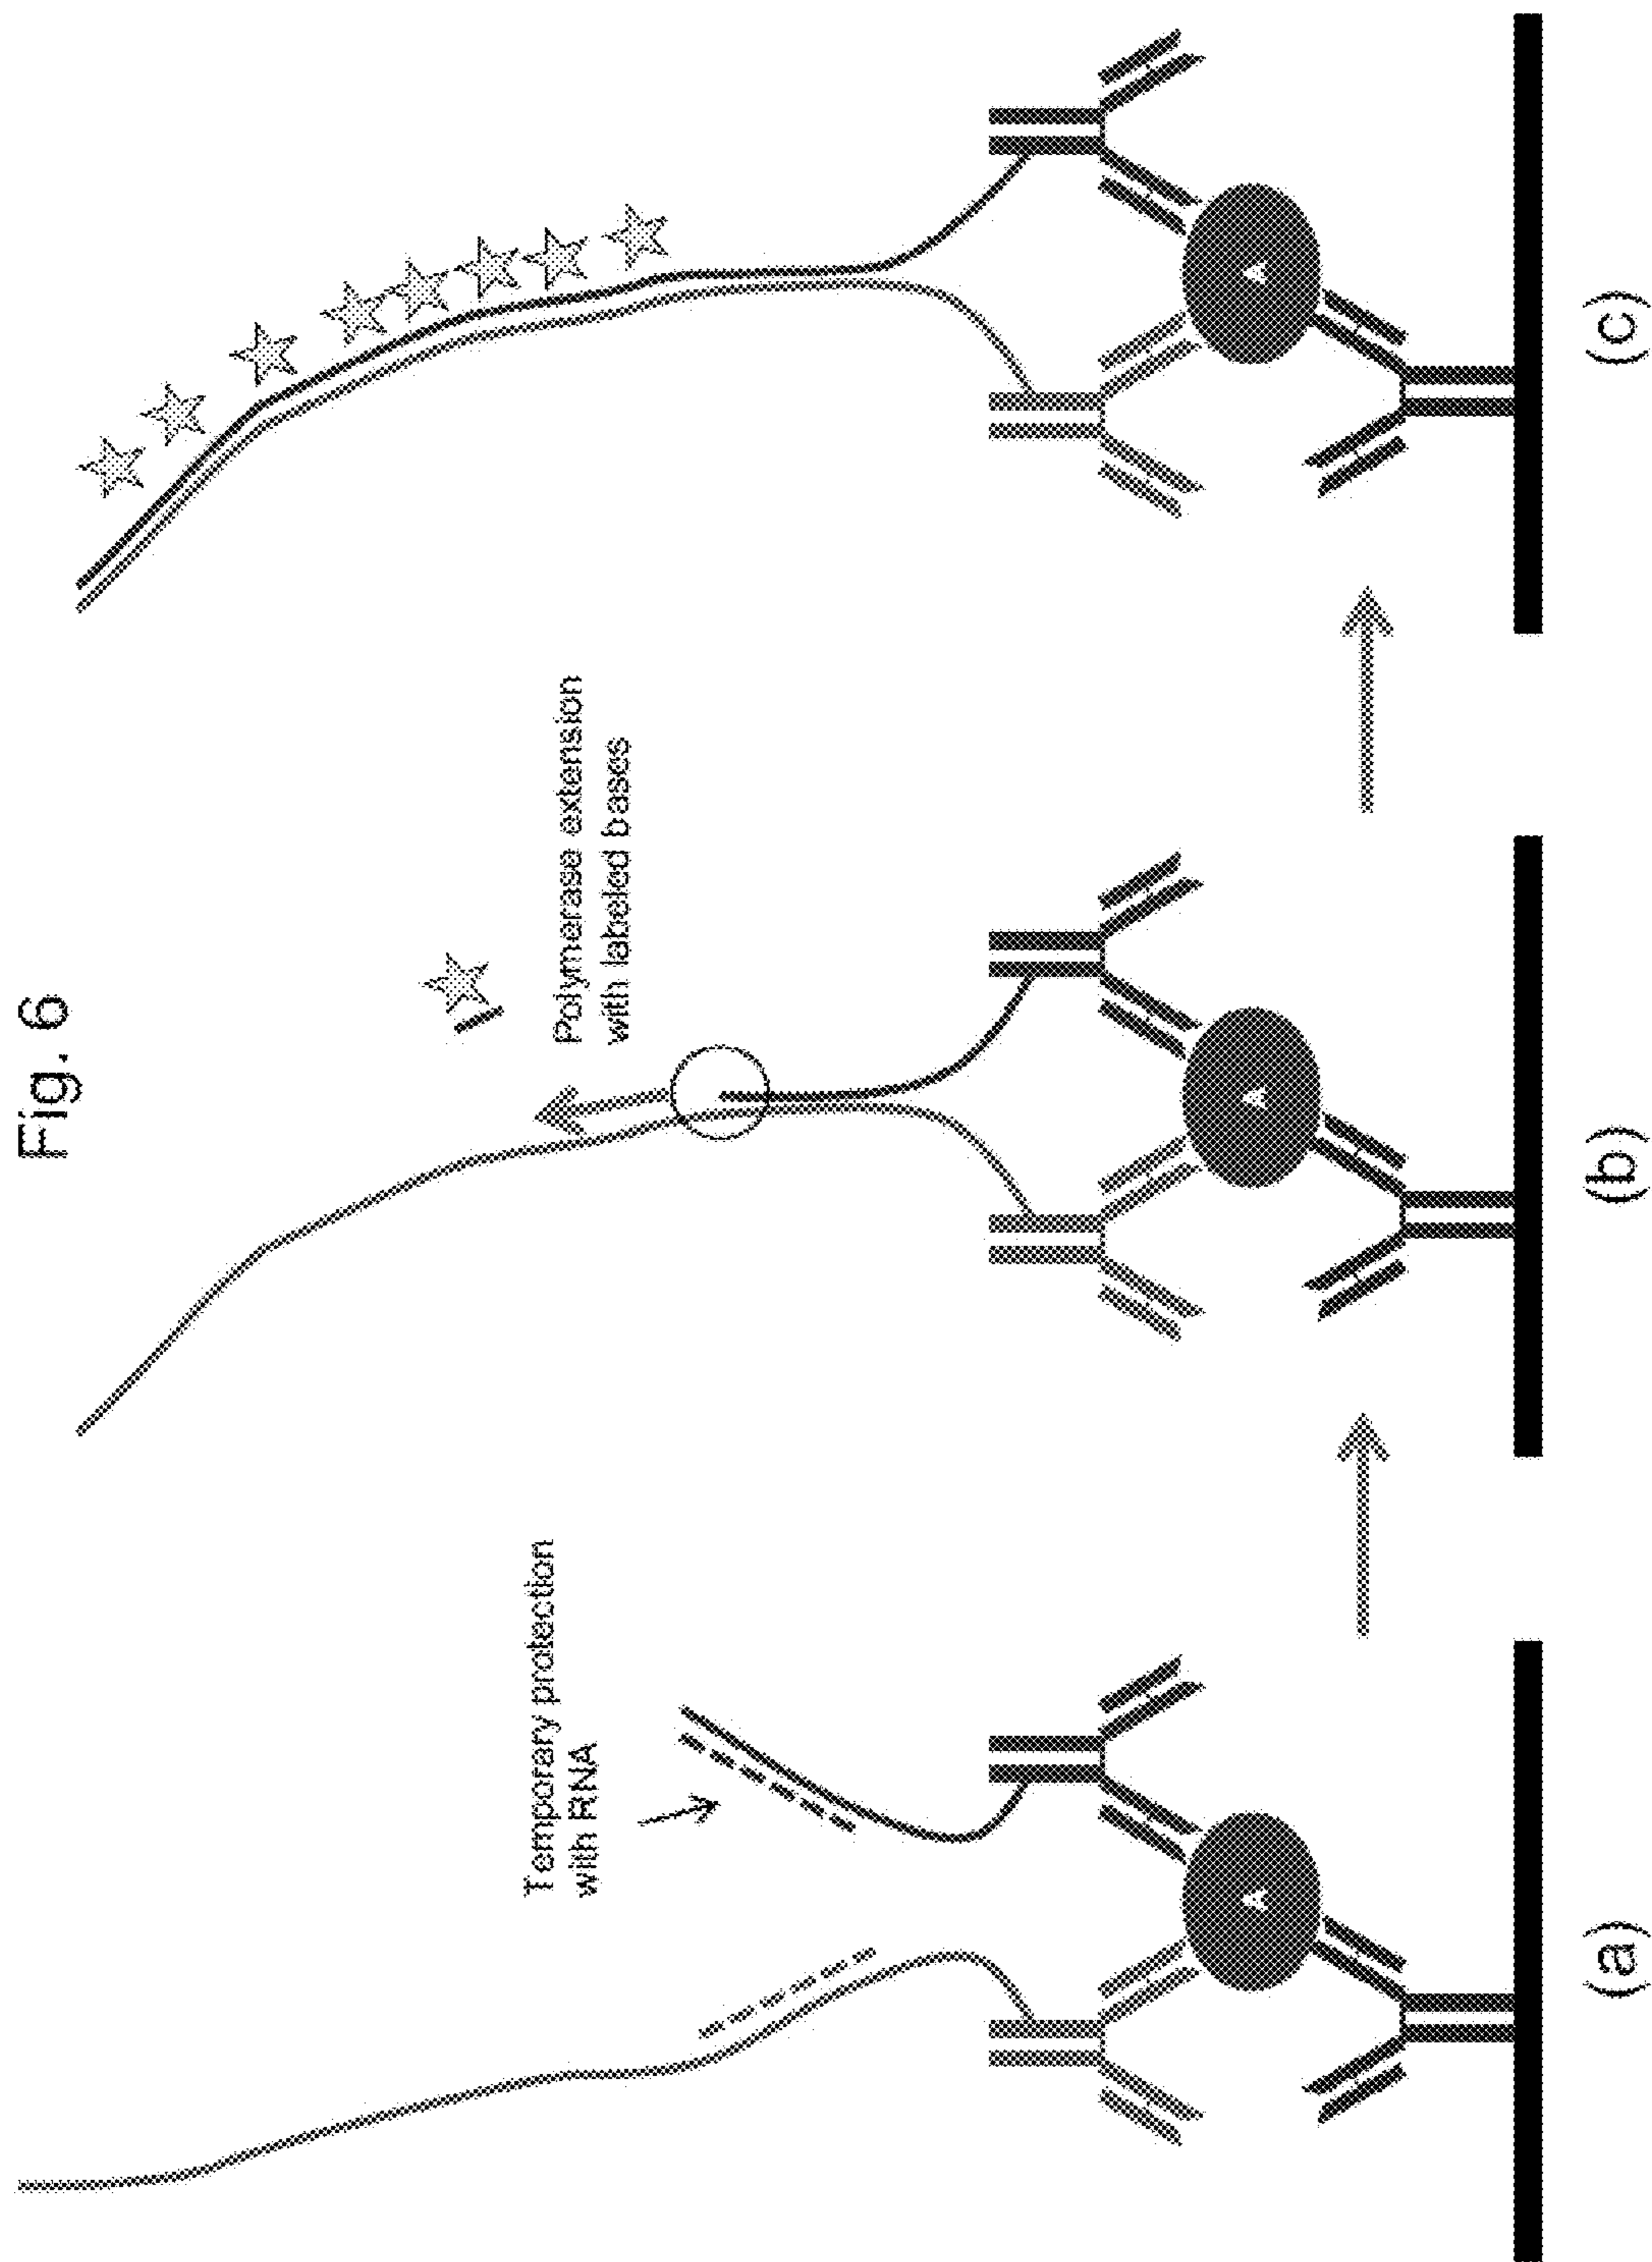 Fig. 6
Temporary protection
with RNA
Polymerase extension
with labeled bases
A
A
A
(a)
(b)
(c)